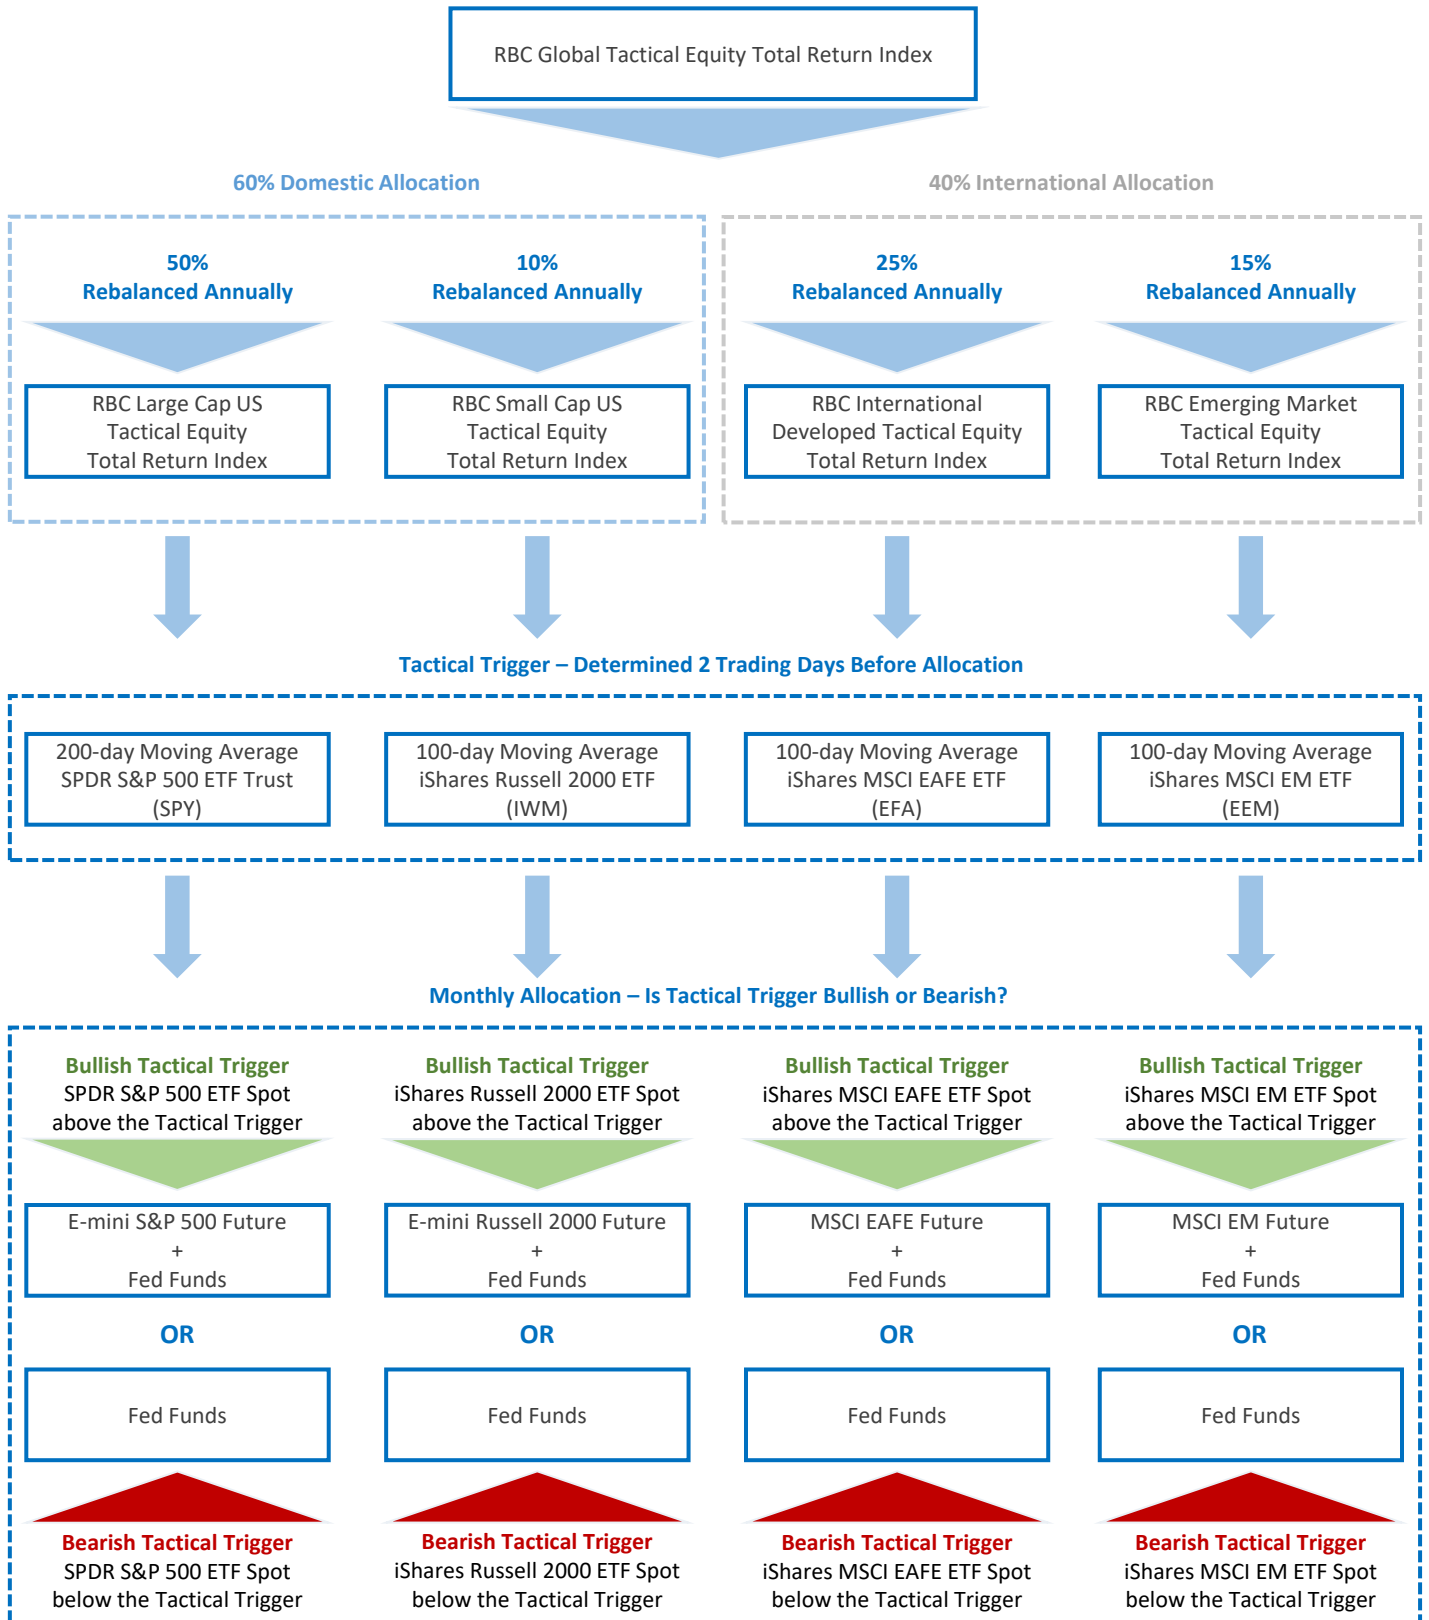 RBC Global Tactical Equity Total Return Index
60% Domestic Allocation
40% International Allocation
50%
Rebalanced Annually
10%
Rebalanced Annually
25%
Rebalanced Annually
15%
Rebalanced Annually
RBC Large Cap US
Tactical Equity
Total Return Index
RBC Small Cap US
Tactical Equity
Total Return Index
RBC International
Developed Tactical Equity
Total Return Index
RBC Emerging Market
Tactical Equity
Total Return Index
Tactical Trigger – Determined 2 Trading Days Before Allocation
200-day Moving Average
SPDR S&P 500 ETF Trust
(SPY)
100-day Moving Average
iShares Russell 2000 ETF
(IWM)
100-day Moving Average
iShares MSCI EAFE ETF
(EFA)
100-day Moving Average
iShares MSCI EM ETF
(EEM)
Monthly Allocation – Is Tactical Trigger Bullish or Bearish?
Bullish Tactical Trigger
SPDR S&P 500 ETF Spot
above the Tactical Trigger
Bullish Tactical Trigger
iShares Russell 2000 ETF Spot
above the Tactical Trigger
Bullish Tactical Trigger
iShares MSCI EAFE ETF Spot
above the Tactical Trigger
Bullish Tactical Trigger
iShares MSCI EM ETF Spot
above the Tactical Trigger
E-mini S&P 500 Future
+
Fed Funds
E-mini Russell 2000 Future
+
Fed Funds
MSCI EAFE Future
+
Fed Funds
MSCI EM Future
+
Fed Funds
OR
OR
OR
OR
Fed Funds
Fed Funds
Fed Funds
Fed Funds
Bearish Tactical Trigger
SPDR S&P 500 ETF Spot
below the Tactical Trigger
Bearish Tactical Trigger
iShares Russell 2000 ETF Spot
below the Tactical Trigger
Bearish Tactical Trigger
iShares MSCI EAFE ETF Spot
below the Tactical Trigger
Bearish Tactical Trigger
iShares MSCI EM ETF Spot
below the Tactical Trigger